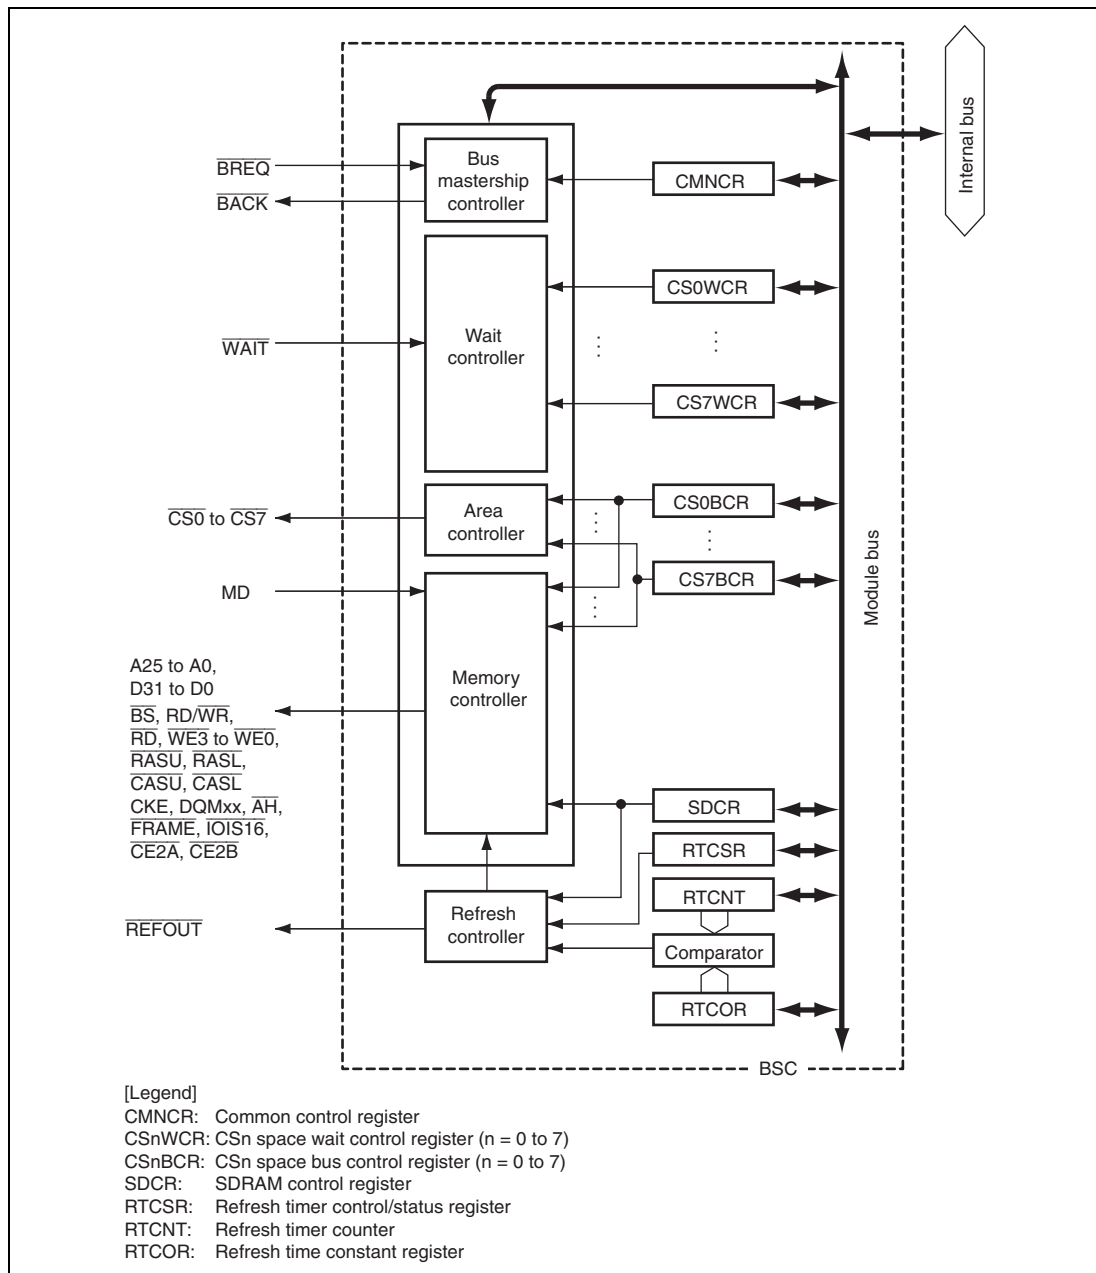 BREQ
BACK
Bus
mastership
controller
CMNCR
Internal bus
CS0WCR
WAIT
Wait
controller
CS7WCR
CS0 to CS7
Area
controller
CS0BCR
CS7BCR
Module bus
MD
A25 to A0,
D31 to D0
BS, RD/WR,
RD, WE3 to WE0,
RASU, RASL,
CASU, CASL
CKE, DQMxx, AH,
FRAME, IOIS16,
CE2A, CE2B
Memory
controller
SDCR
RTCSR
RTCNT
REFOUT
Refresh
controller
Comparator
RTCOR
BSC
[Legend]
CMNCR: Common control register
CSnWCR: CSn space wait control register (n = 0 to 7)
CSnBCR: CSn space bus control register (n = 0 to 7)
SDCR: SDRAM control register
RTCSR: Refresh timer control/status register
RTCNT: Refresh timer counter
RTCOR: Refresh time constant register